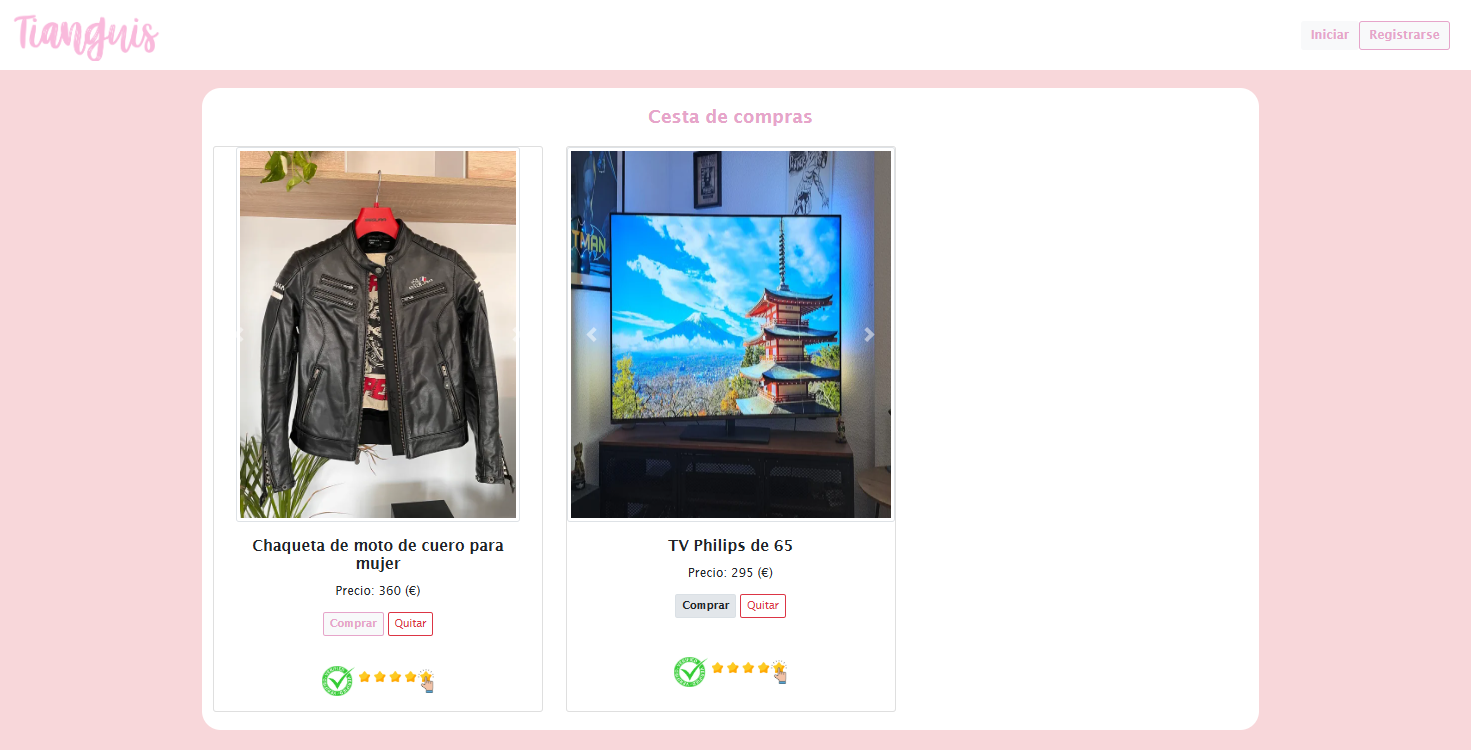 Tianguis
Iniciar
Registrarse
Cesta de compras
TMAN
Chaqueta de moto de cuero para
mujer
Precio: 360 (€)
Comprar
Quitar
TV Philips de 65
Precio: 295 (€)
Comprar
Quitar